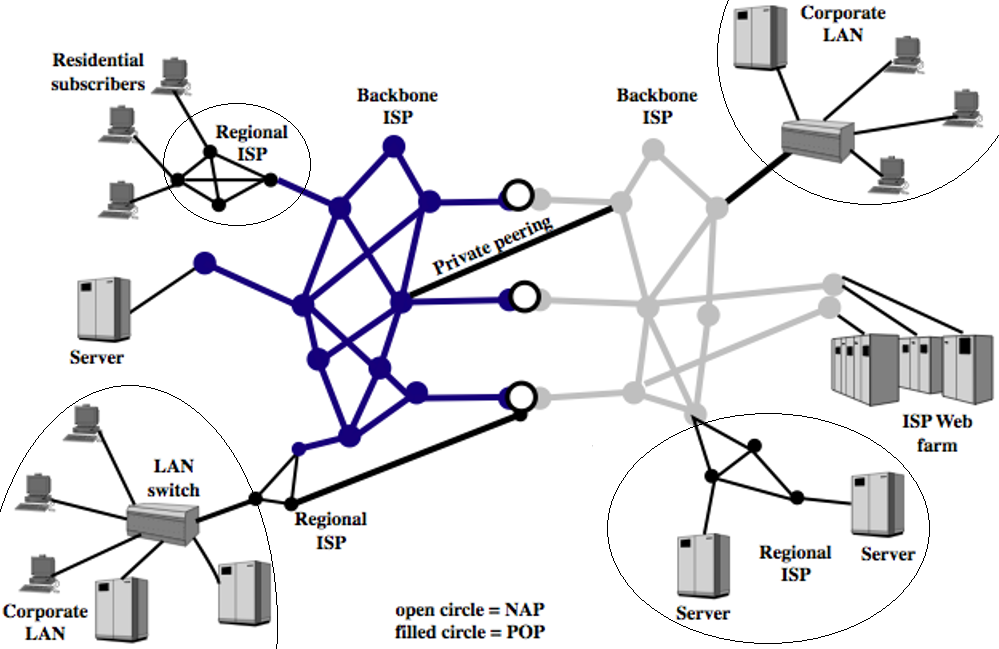 Corporate
LAN
Residential
subscribers
Backbone
ISP
Backbone
ISP
Regional
ISP
Private peering
Server
ISP Web
farm
LAN
switch
Regional
ISP
Regional
ISP
Server
Corporate
LAN
Server
open circle = NAP
filled circle = POP